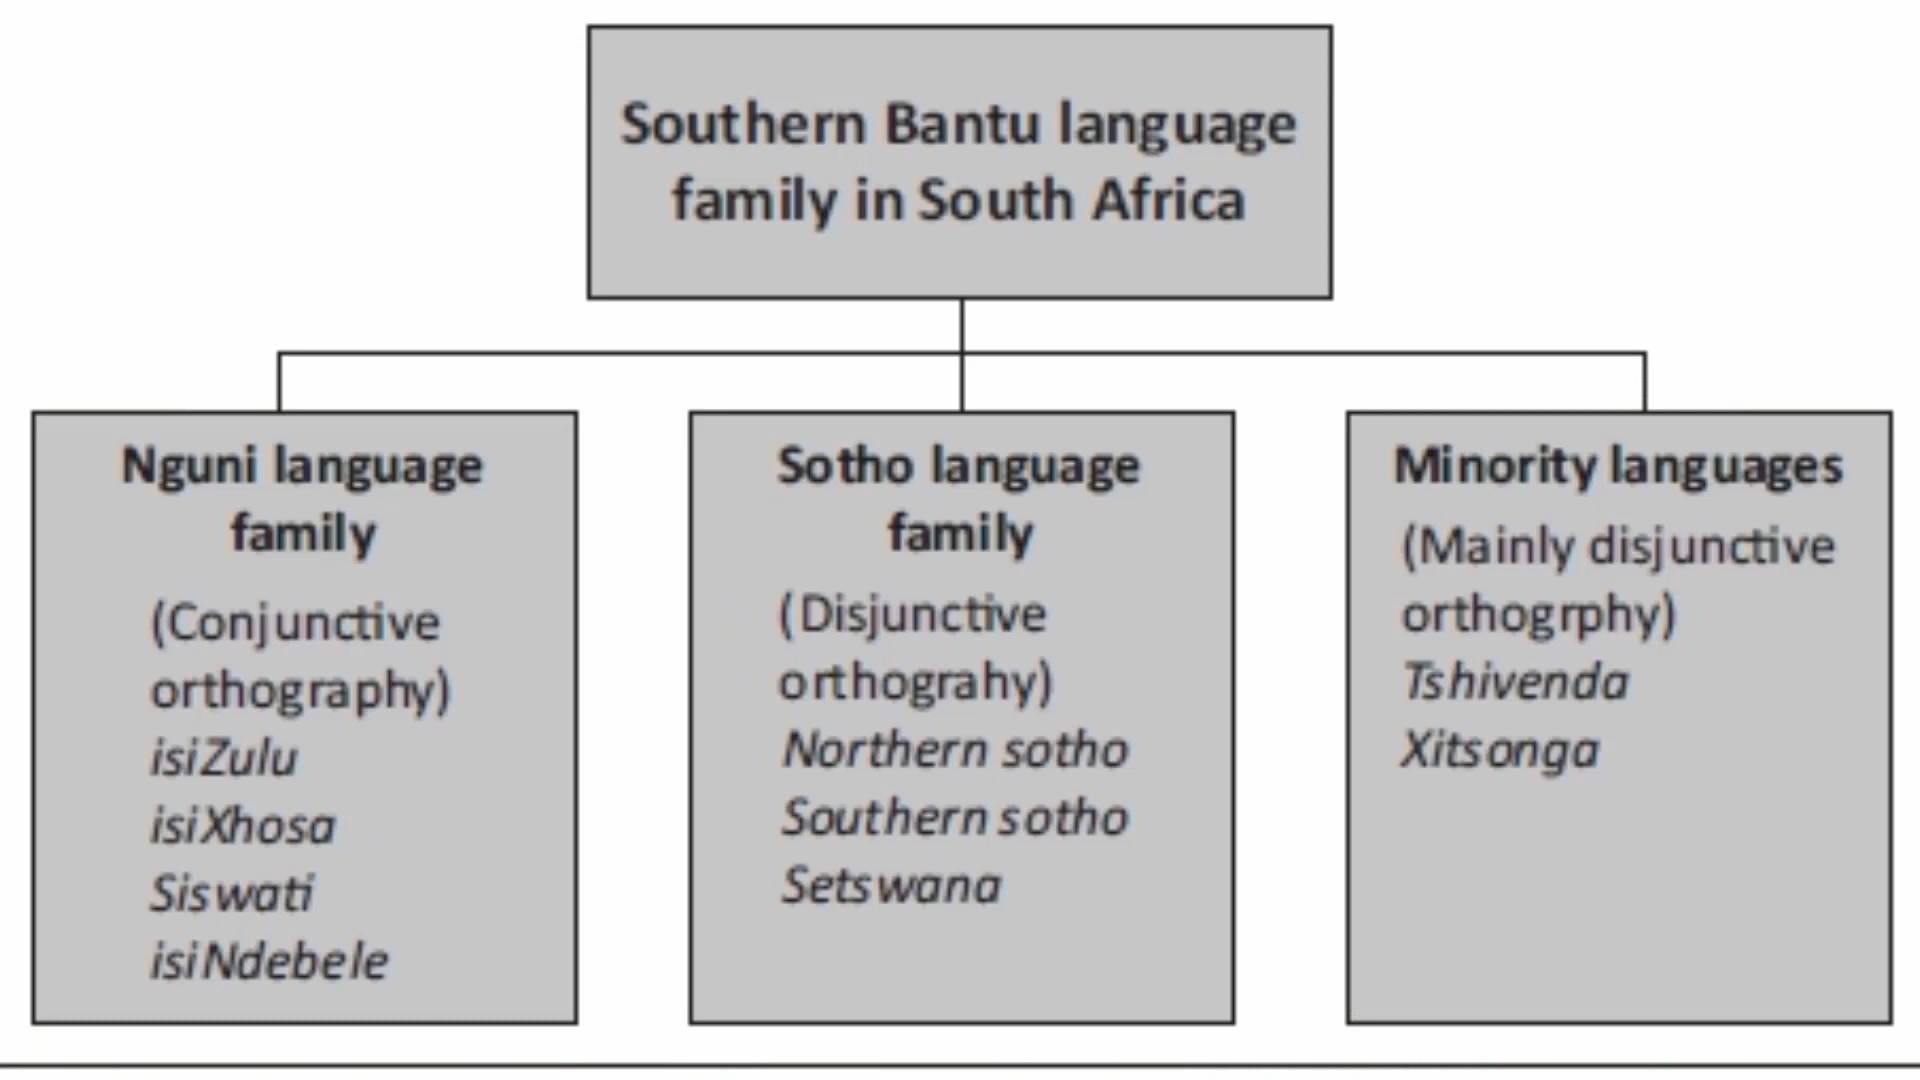 Southern Bantu language
family in South Africa
Nguni language
family
(Conjunctive
orthography)
isiZulu
isiXhosa
Siswati
isiNdebele
Sotho language
family
(Disjunctive
orthograhy)
Northern sotho
Southern sotho
Setswana
Minority languages
(Mainly disjunctive
orthogrphy)
Tshivenda
Xitsonga